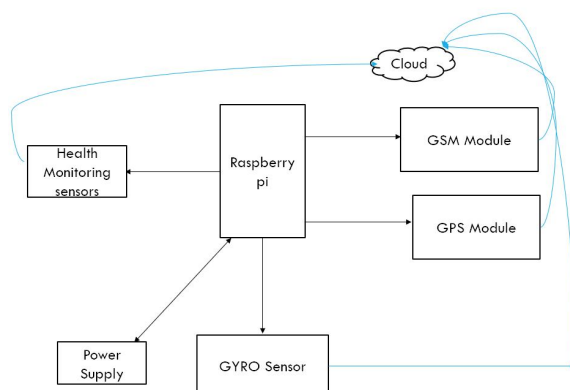 Cloud
Health
Monitoring
sensors
Raspberry
pi
GSM Module
GPS Module
Power
Supply
GYRO Sensor